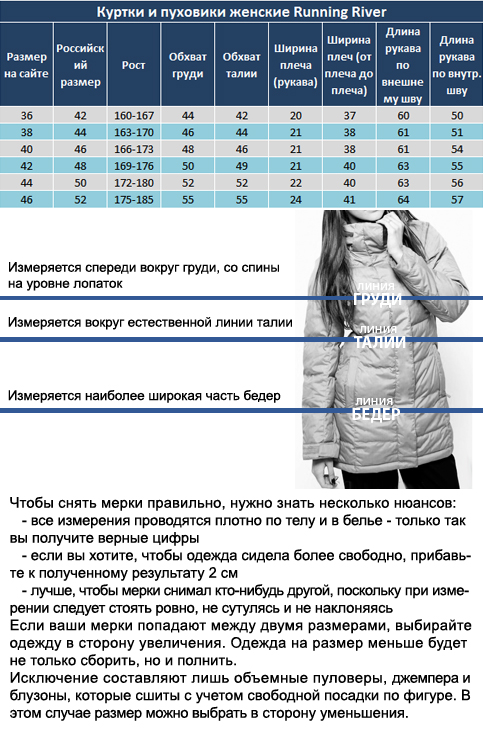 Куртки и пуховики женские Running River
Размер на сайте Российский размер Рост Обхват груди Обхват талии Ширина плеча (рукава) Ширина плеч (от плеча до плеча) Длина рукава по внешнему шву Длина рукава по внутр. шву
36 42 160-167 44 42 20 37 60 50
38 44 163-170 46 44 21 38 61 51
40 46 166-173 48 46 21 38 61 54
42 48 169-176 50 49 21 40 63 55
44 50 172-180 52 52 22 40 63 56
46 52 175-185 55 55 24 41 64 57
Измеряется спереди вокруг груди, со спины
на уровне лопаток
ЛИНИЯ
ГРУДИ
Измеряется вокруг естественной линии талии
ЛИНИЯ
ТАЛИИ
Измеряется наиболее широкая часть бедер
ЛИНИЯ
БЕДЕР
Чтобы снять мерки правильно, нужно знать несколько нюансов:
- все измерения проводятся плотно по телу и в белье - только так
вы получите верные цифры
- если вы хотите, чтобы одежда сидела более свободно, прибавь-
те к полученному результату 2 см
- лучше, чтобы мерки снимал кто-нибудь другой, поскольку при изме-
рении следует стоять ровно, не сутулясь и не наклоняясь
Если ваши мерки попадают между двумя размерами, выбирайте
одежду в сторону увеличения. Одежда на размер меньше будет
не только сборить, но и полнить.
Исключение составляют лишь объемные пуловеры, джемпера и
блузоны, которые сшиты с учетом свободной посадки по фигуре. В
этом случае размер можно выбрать в сторону уменьшения.